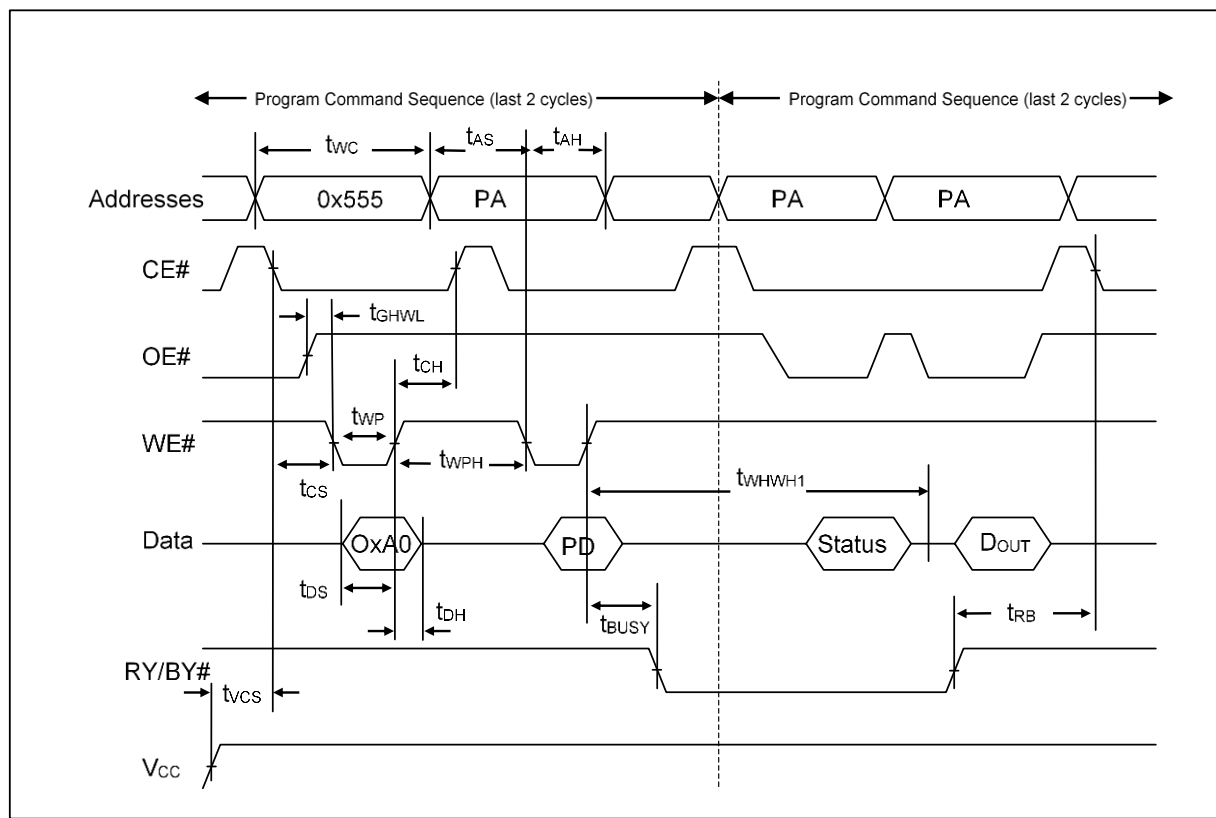 Program Command Sequence (last 2 cycles) Program Command Sequence (last 2 cycles)
tWC tAS tAH
Addresses 0x555 PA PA PA
CE#
tGHWL
OE#
tCH
tWP
WE#
tWPH
tCS tWHWH1
Data OxA0 PD Status DOUT
tDS
tDH tBUSY tRB
RY/BY#
tVCS
VCC